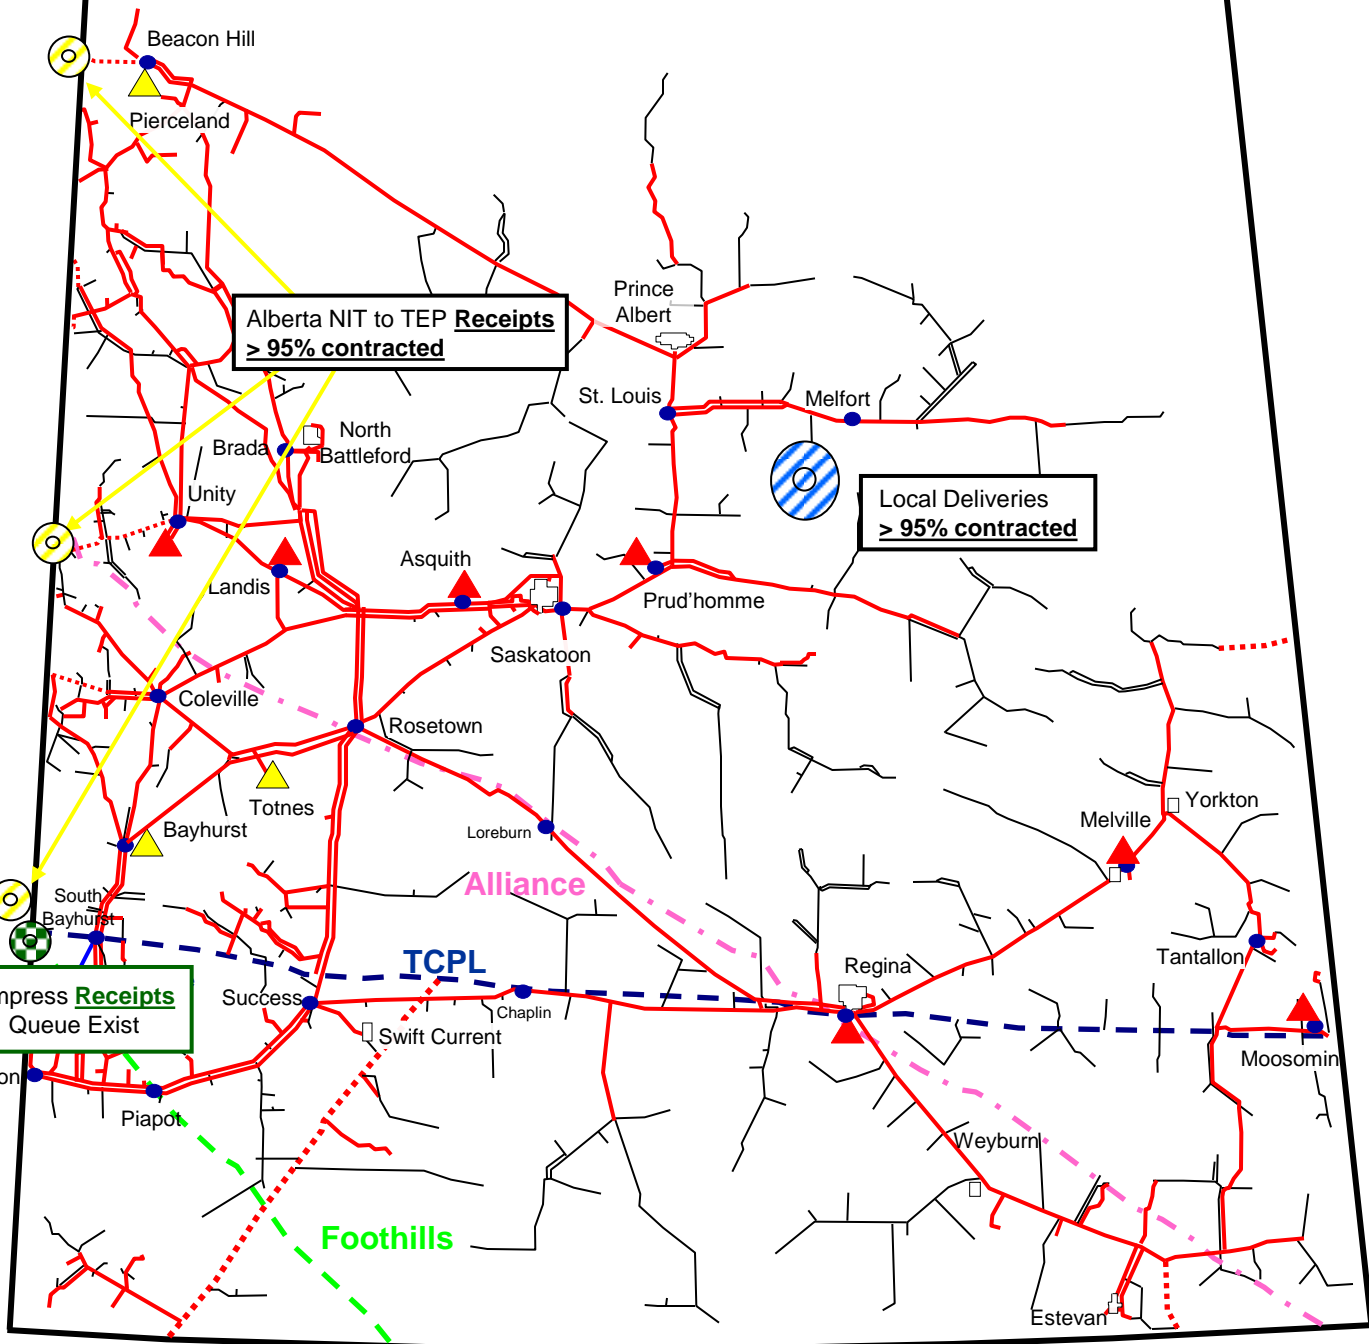 Beacon Hill
Pierceland
Alberta NIT to TEP Receipts
> 95% contracted
Prince
Albert
St. Louis
Melfort
North
Battleford
Brada
Unity
Local Deliveries
> 95% contracted
Asquith
Landis
Prud'homme
Saskatoon
Coleville
Rosetown
Totnes
Bayhurst
Loreburn
Yorkton
Melville
Alliance
South
Bayhurst
TCPL
Regina
Tantallon
mpress Receipts
Queue Exist
Success
Chaplin
Swift Current
Moosomin
on
Piapot
Weyburn
Foothills
Estevan